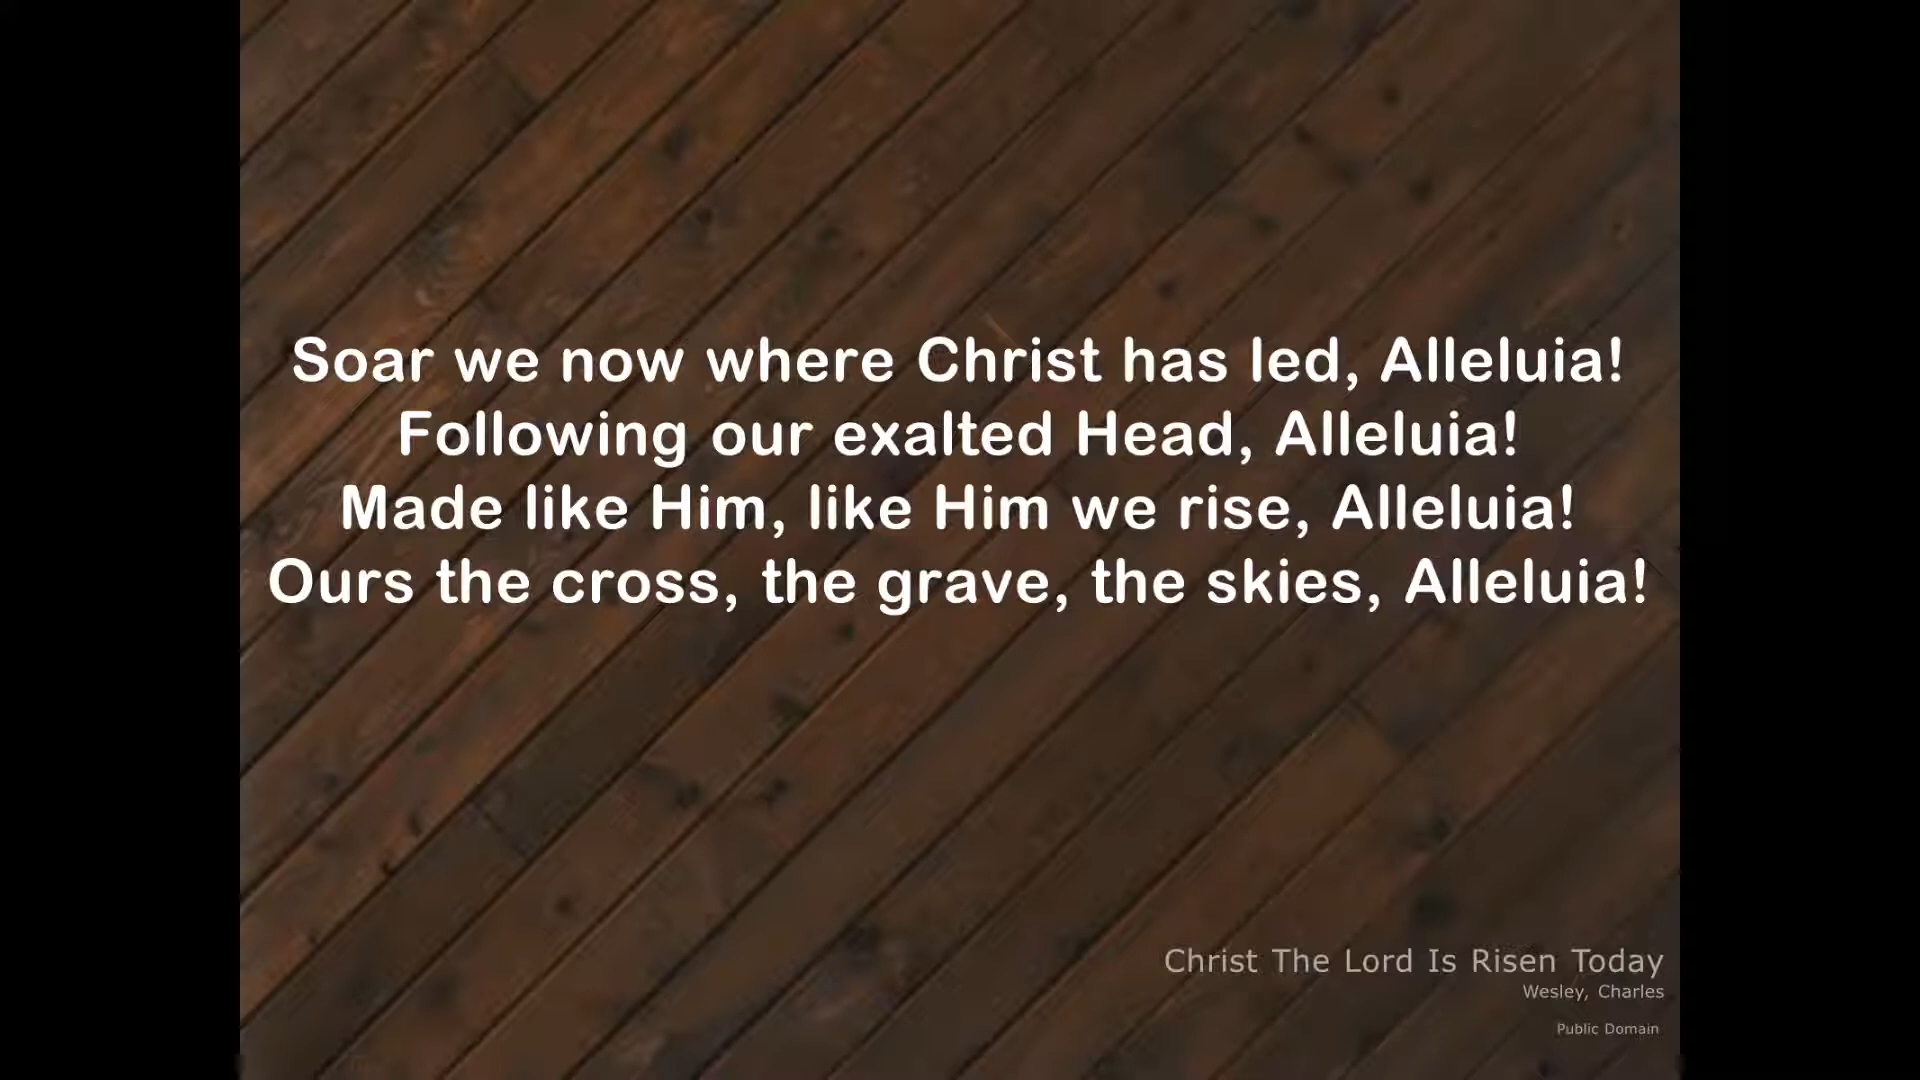 Soar we now where Christ has led, Alleluia!
Following our exalted Head, Alleluia!
Made like Him, like Him we rise, Alleluia!
Ours the cross, the grave, the skies, Alleluia!
Christ The Lord Is Risen Today
Wesley, Charles
Public Domain